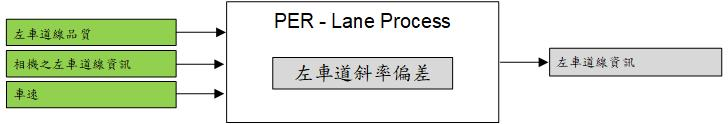 PER - Lane Process
左車道線品質
相機之左車道線資訊
車速
左車道斜率偏差
左車道線資訊